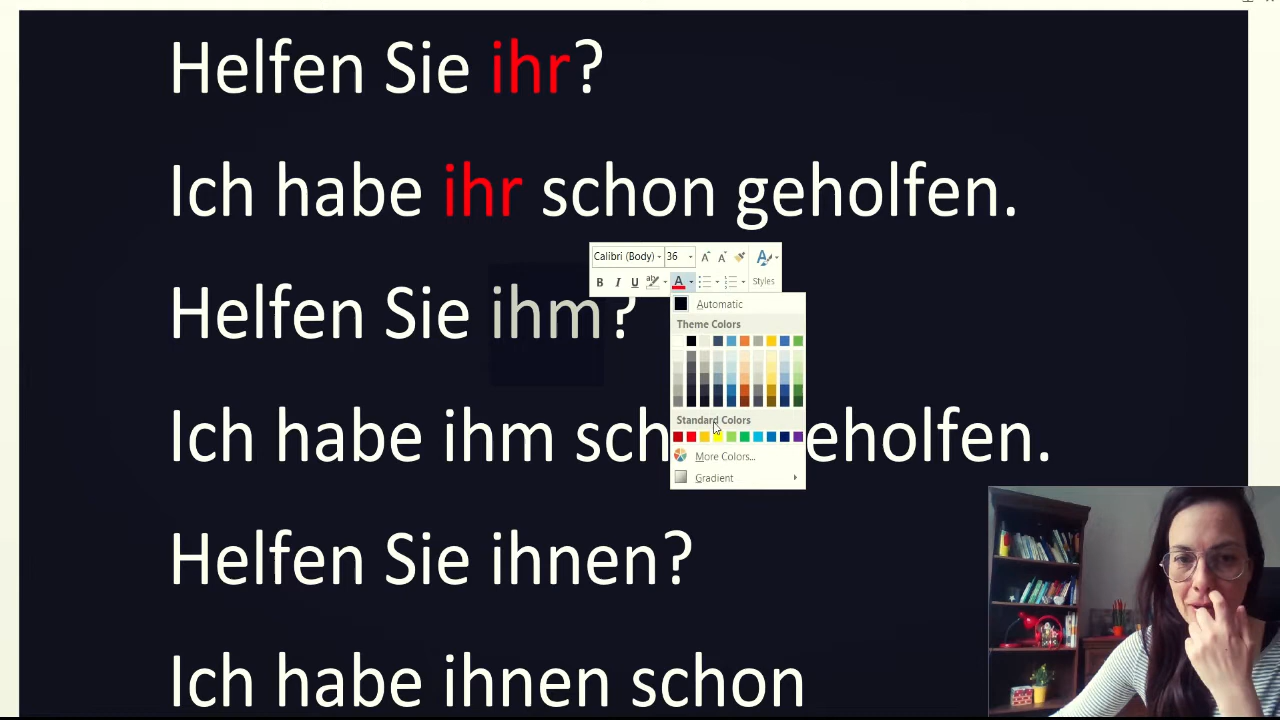 Helfen Sie ihr?
Ich habe ihr schon geholfen.
Calibri (Body) 36
B I U aby A Styles
Automatic
Theme Colors
Helfen Sie ihm?
Standard Colors
Ich habe ihm sch eholfen.
More Colors...
Gradient
Helfen Sie ihnen?
Ich habe ihnen schon